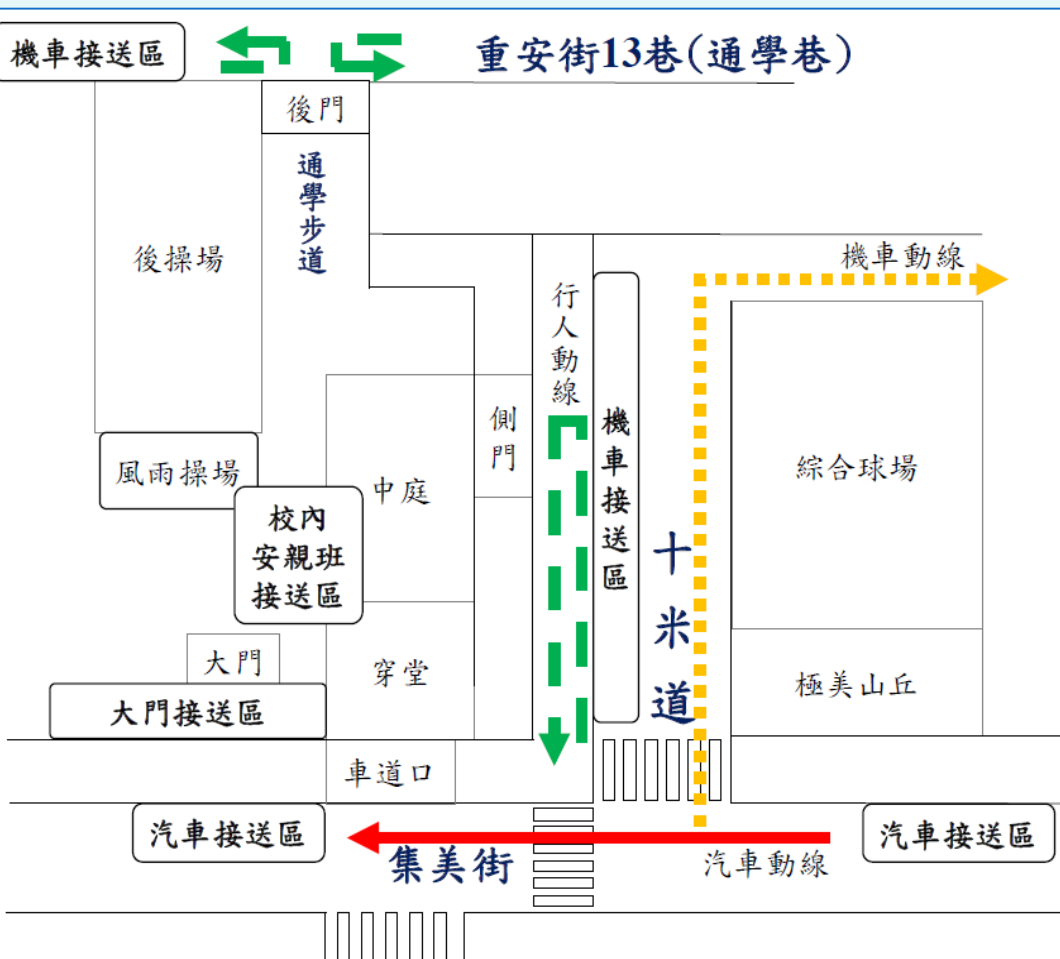 機車接送區
重安街13巷(通學巷)
後門
通學步道
後操場
機車動線
行人動線
機車接送區
側門
風雨操場
中庭
綜合球場
校內
安親班
接送區
十米道
大門
穿堂
極美山丘
大門接送區
車道口
汽車接送區
汽車接送區
集美街
汽車動線